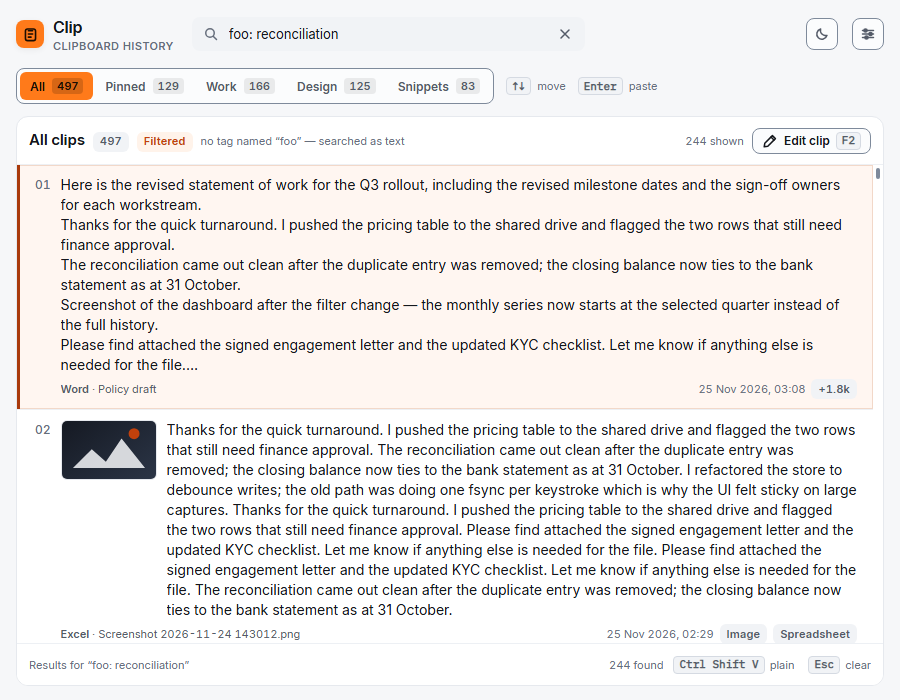 Clip
CLIPBOARD HISTORY
foo: reconciliation
All 497 Pinned 129 Work 166 Design 125 Snippets 83 ↑↓ move Enter paste
All clips 497 Filtered no tag named “foo” — searched as text 244 shown Edit clip F2
01 Here is the revised statement of work for the Q3 rollout, including the revised milestone dates and the sign-off owners
for each workstream.
Thanks for the quick turnaround. I pushed the pricing table to the shared drive and flagged the two rows that still need
finance approval.
The reconciliation came out clean after the duplicate entry was removed; the closing balance now ties to the bank
statement as at 31 October.
Screenshot of the dashboard after the filter change — the monthly series now starts at the selected quarter instead of
the full history.
Please find attached the signed engagement letter and the updated KYC checklist. Let me know if anything else is
needed for the file....
Word · Policy draft 25 Nov 2026, 03:08 +1.8k
02 Thanks for the quick turnaround. I pushed the pricing table to the shared drive and flagged the two rows
that still need finance approval. The reconciliation came out clean after the duplicate entry was
removed; the closing balance now ties to the bank statement as at 31 October. I refactored the store to
debounce writes; the old path was doing one fsync per keystroke which is why the UI felt sticky on large
captures. Thanks for the quick turnaround. I pushed the pricing table to the shared drive and flagged
the two rows that still need finance approval. Please find attached the signed engagement letter and the
updated KYC checklist. Let me know if anything else is needed for the file. Please find attached the
signed engagement letter and the updated KYC checklist. Let me know if anything else is needed for the
file. The reconciliation came out clean after the duplicate entry was removed; the closing balance now
ties to the bank statement as at 31 October.
Excel · Screenshot 2026-11-24 143012.png 25 Nov 2026, 02:29 Image Spreadsheet
Results for “foo: reconciliation” 244 found Ctrl Shift V plain Esc clear